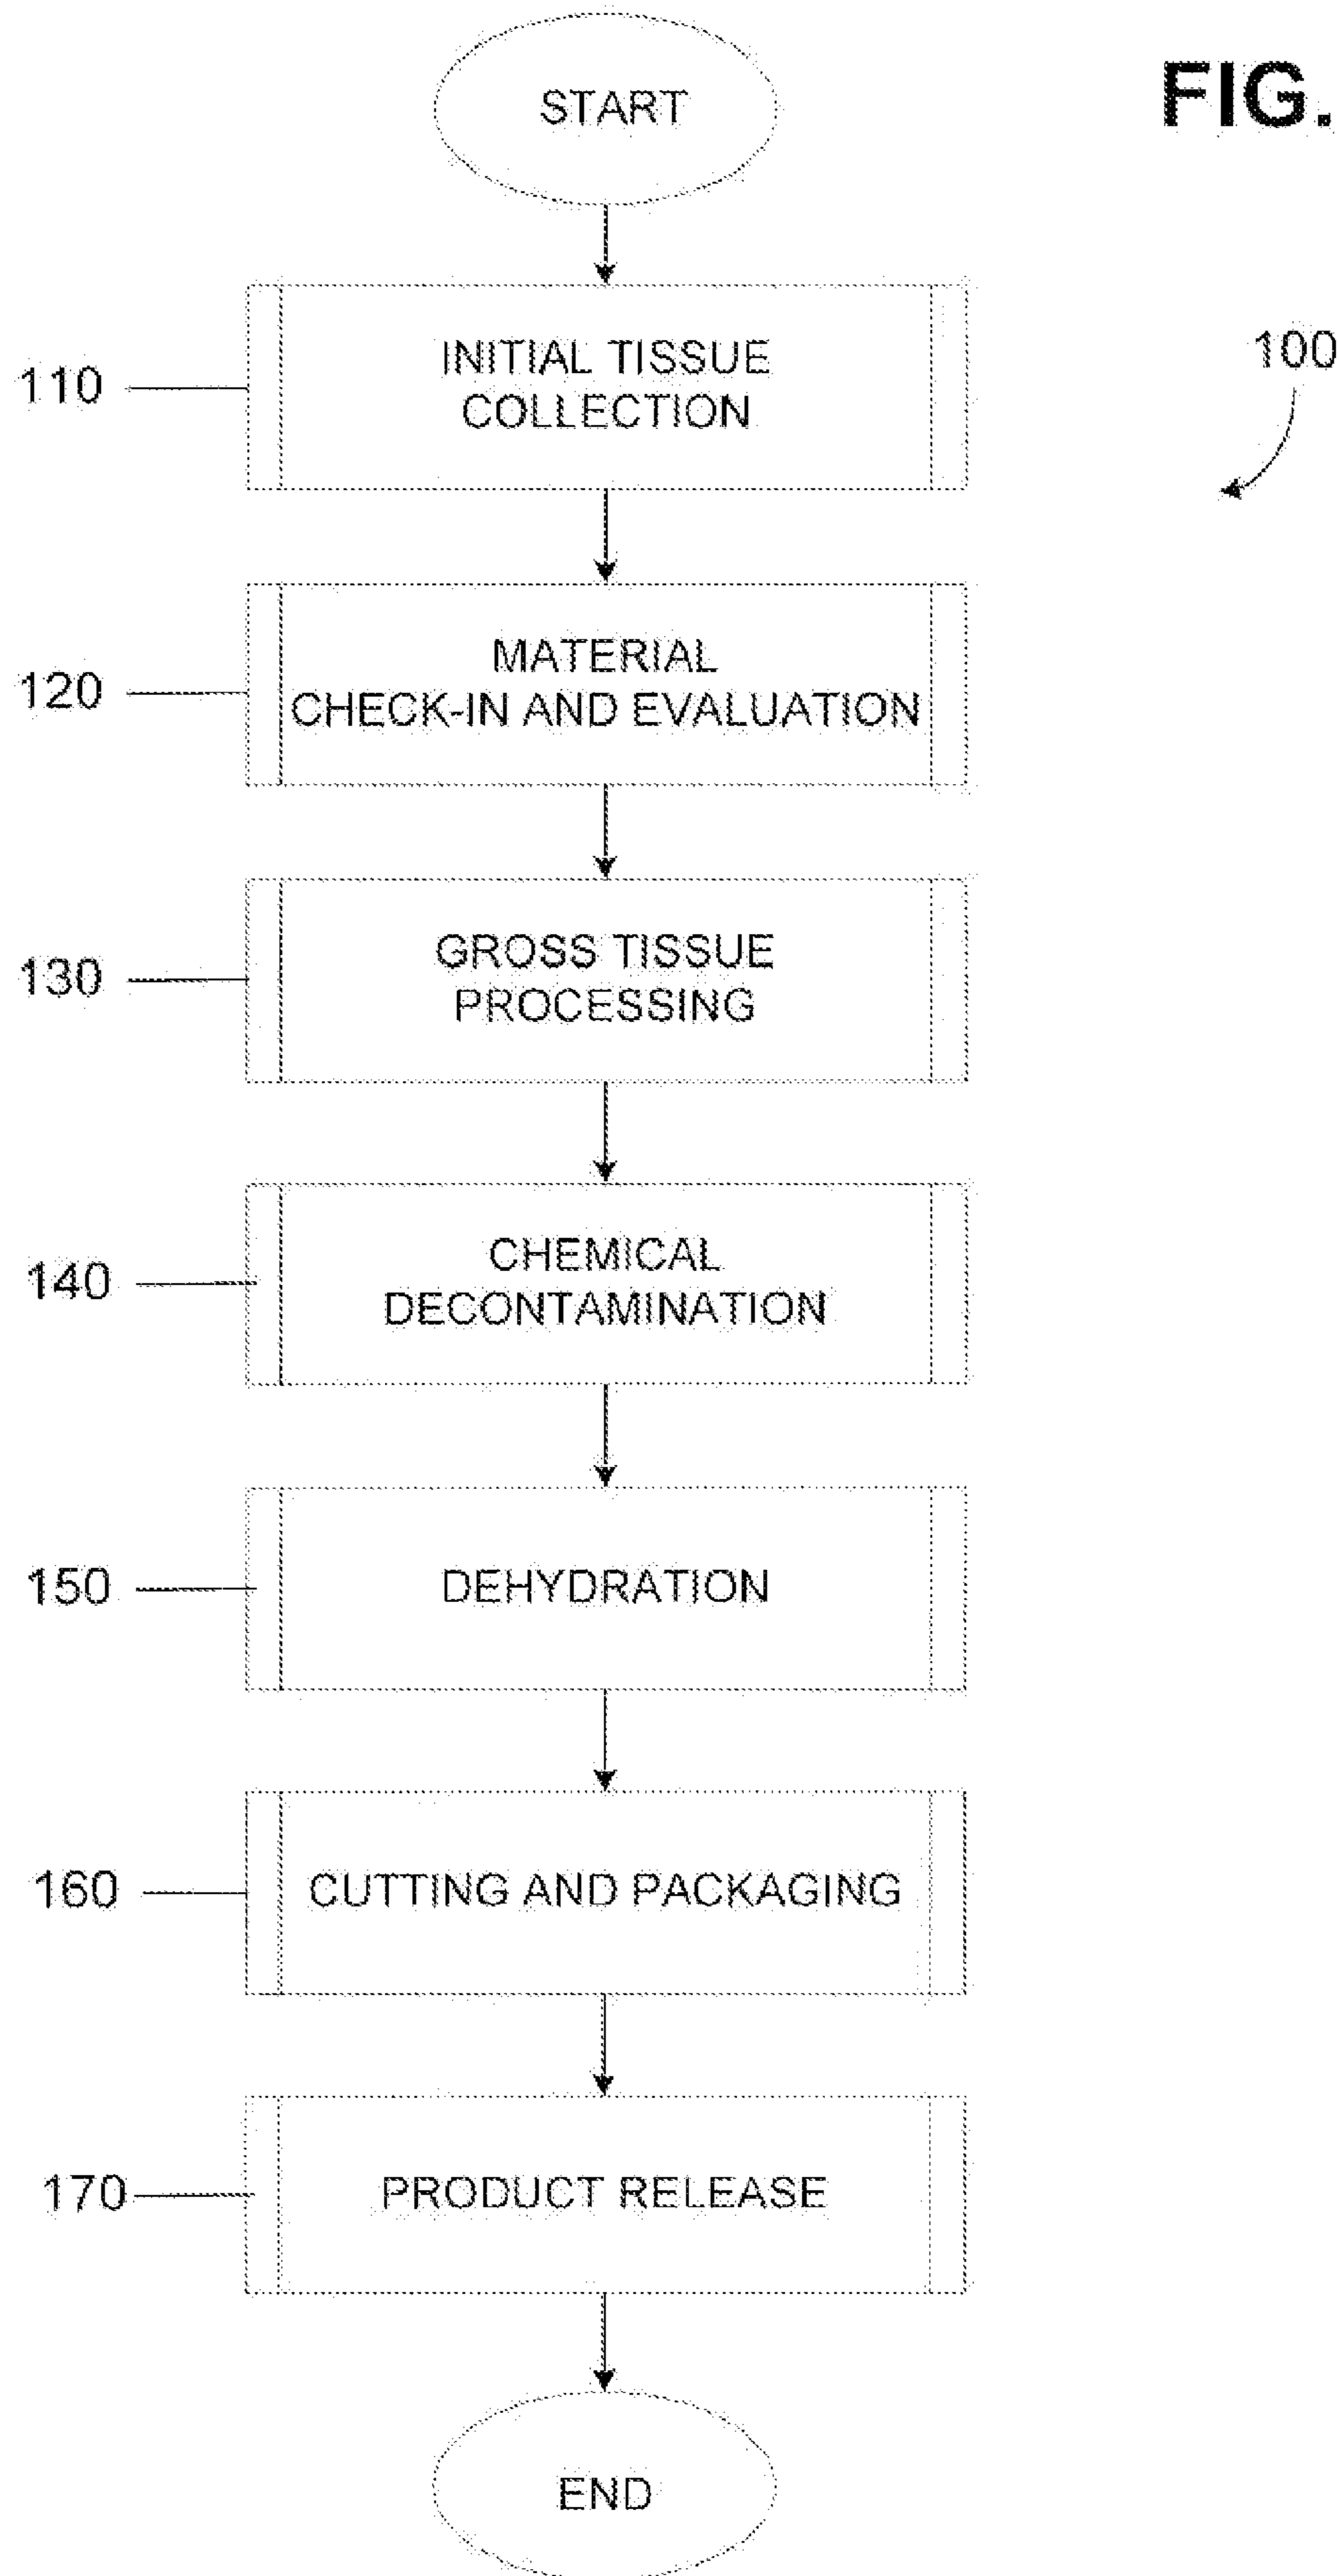 START
FIG.
110
INITIAL TISSUE
COLLECTION
100
120
MATERIAL
CHECK-IN AND EVALUATION
130
GROSS TISSUE
PROCESSING
140
CHEMICAL
DECONTAMINATION
150
DEHYDRATION
160
CUTTING AND PACKAGING
170
PRODUCT RELEASE
END